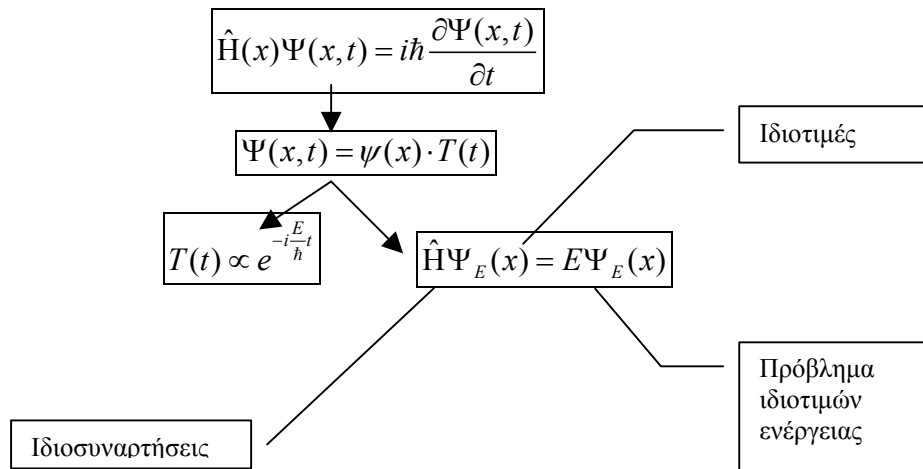 Ĥ(x)Ψ(x,t) = iℏ ∂Ψ(x,t)/∂t
Ιδιοτιμές
Ψ(x,t) = ψ(x)·T(t)
T(t) ∝ e^{-i(E/ℏ)t}
ĤΨ_E(x) = EΨ_E(x)
Πρόβλημα
ιδιοτιμών
ενέργειας
Ιδιοσυναρτήσεις